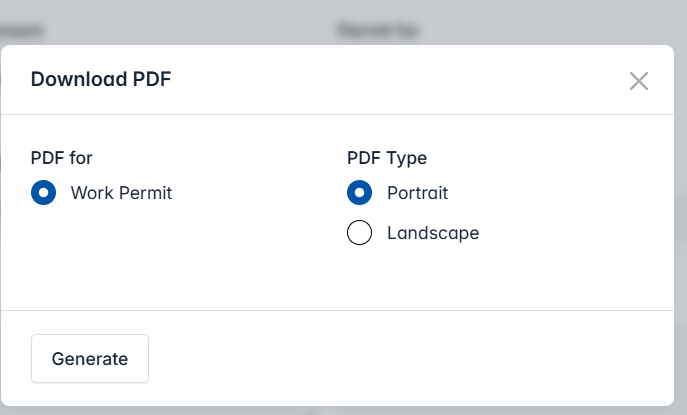 Download PDF
PDF for
Work Permit
PDF Type
Portrait
Landscape
Generate